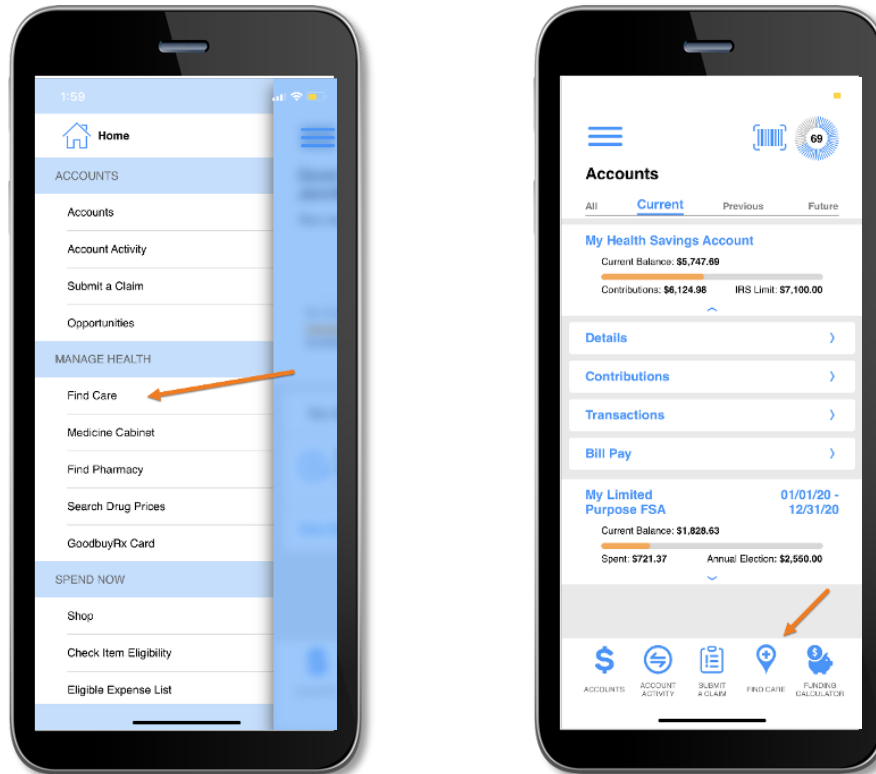 1:59
Home
ACCOUNTS
Accounts
Account Activity
Submit a Claim
Opportunities
MANAGE HEALTH
Find Care
Medicine Cabinet
Find Pharmacy
Search Drug Prices
GoodbuyRx Card
SPEND NOW
Shop
Check Item Eligibility
Eligible Expense List
69
Accounts
All Current Previous Future
My Health Savings Account
Current Balance: $5,747.69
Contributions: $6,124.98 IRS Limit: $7,100.00
Details
Contributions
Transactions
Bill Pay
My Limited 01/01/20 -
Purpose FSA 12/31/20
Current Balance: $1,828.63
Spent: $721.37 Annual Election: $2,550.00
ACCOUNTS
ACCOUNT
ACTIVITY
SUBMIT
A CLAIM
FIND CARE
FUNDING
CALCULATOR